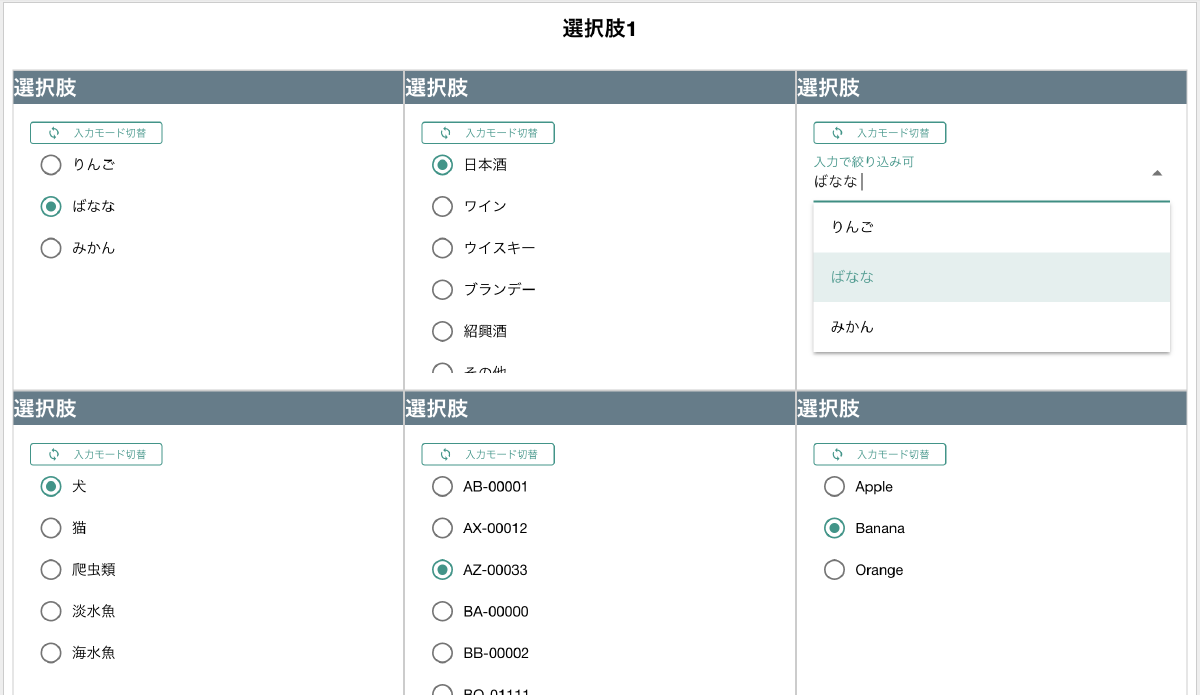 選択肢1
選択肢
入力モード切替
りんご
ばなな
みかん
選択肢
入力モード切替
日本酒
ワイン
ウイスキー
ブランデー
紹興酒
その他
選択肢
入力モード切替
入力で絞り込み可
ばなな
りんご
ばなな
みかん
選択肢
入力モード切替
犬
猫
爬虫類
淡水魚
海水魚
選択肢
入力モード切替
AB-00001
AX-00012
AZ-00033
BA-00000
BB-00002
選択肢
入力モード切替
Apple
Banana
Orange